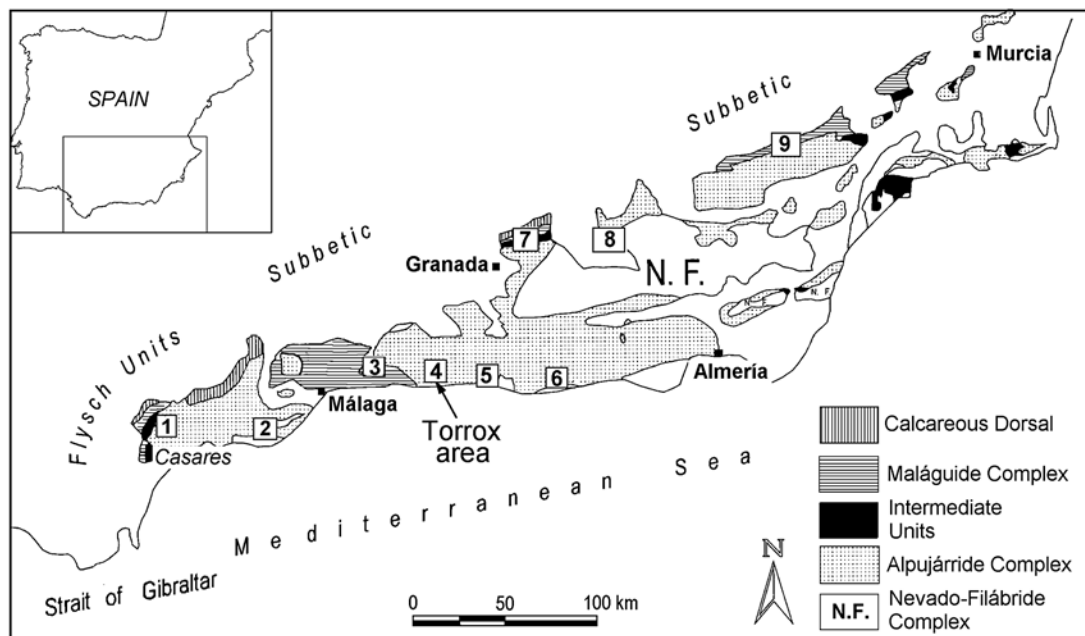 SPAIN
Murcia
Subbetic
9
7
8
Granada
N. F.
Subbetic
N. F.
N. F.
Flysch Units
3
4
5
6
Almería
Málaga
1
2
Torrox
area
Casares
Mediterranean Sea
Strait of Gibraltar
N
0 50 100 km
Calcareous Dorsal
Maláguide Complex
Intermediate
Units
Alpujárride Complex
N.F.
Nevado-Filábride
Complex